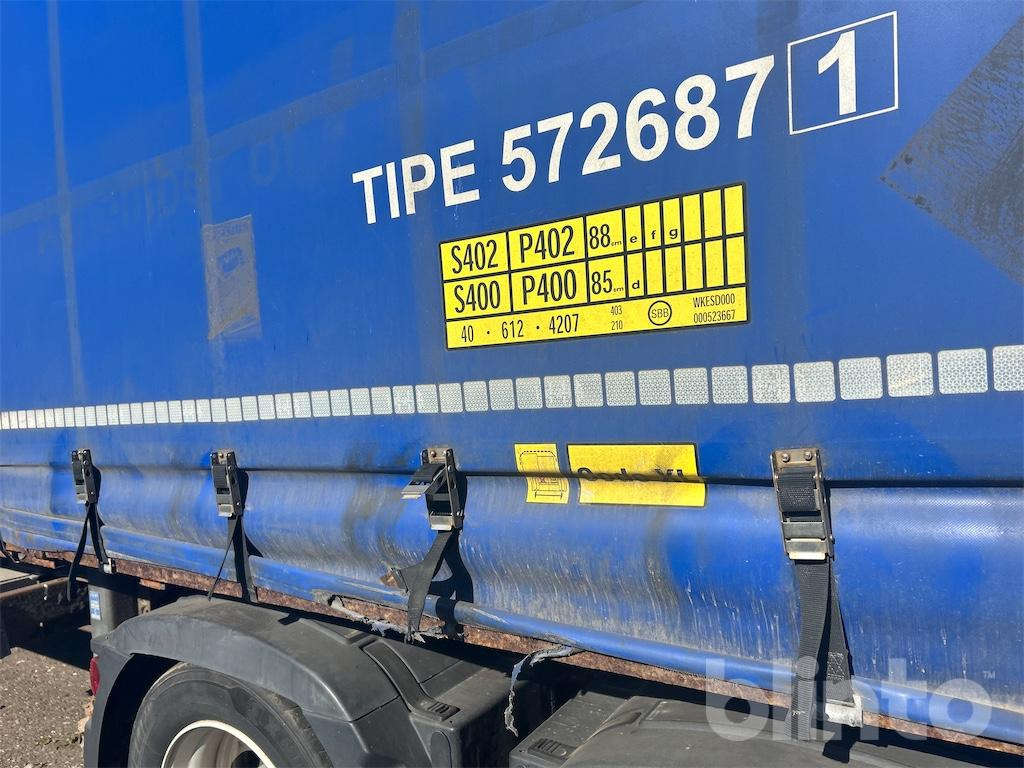 TIPE 572687 1
S402 P402 88 cm e f g
S400 P400 85 cm d
40 · 612 · 4207 403 210 SBB WKESD000 000523667
Code XL
blinto™